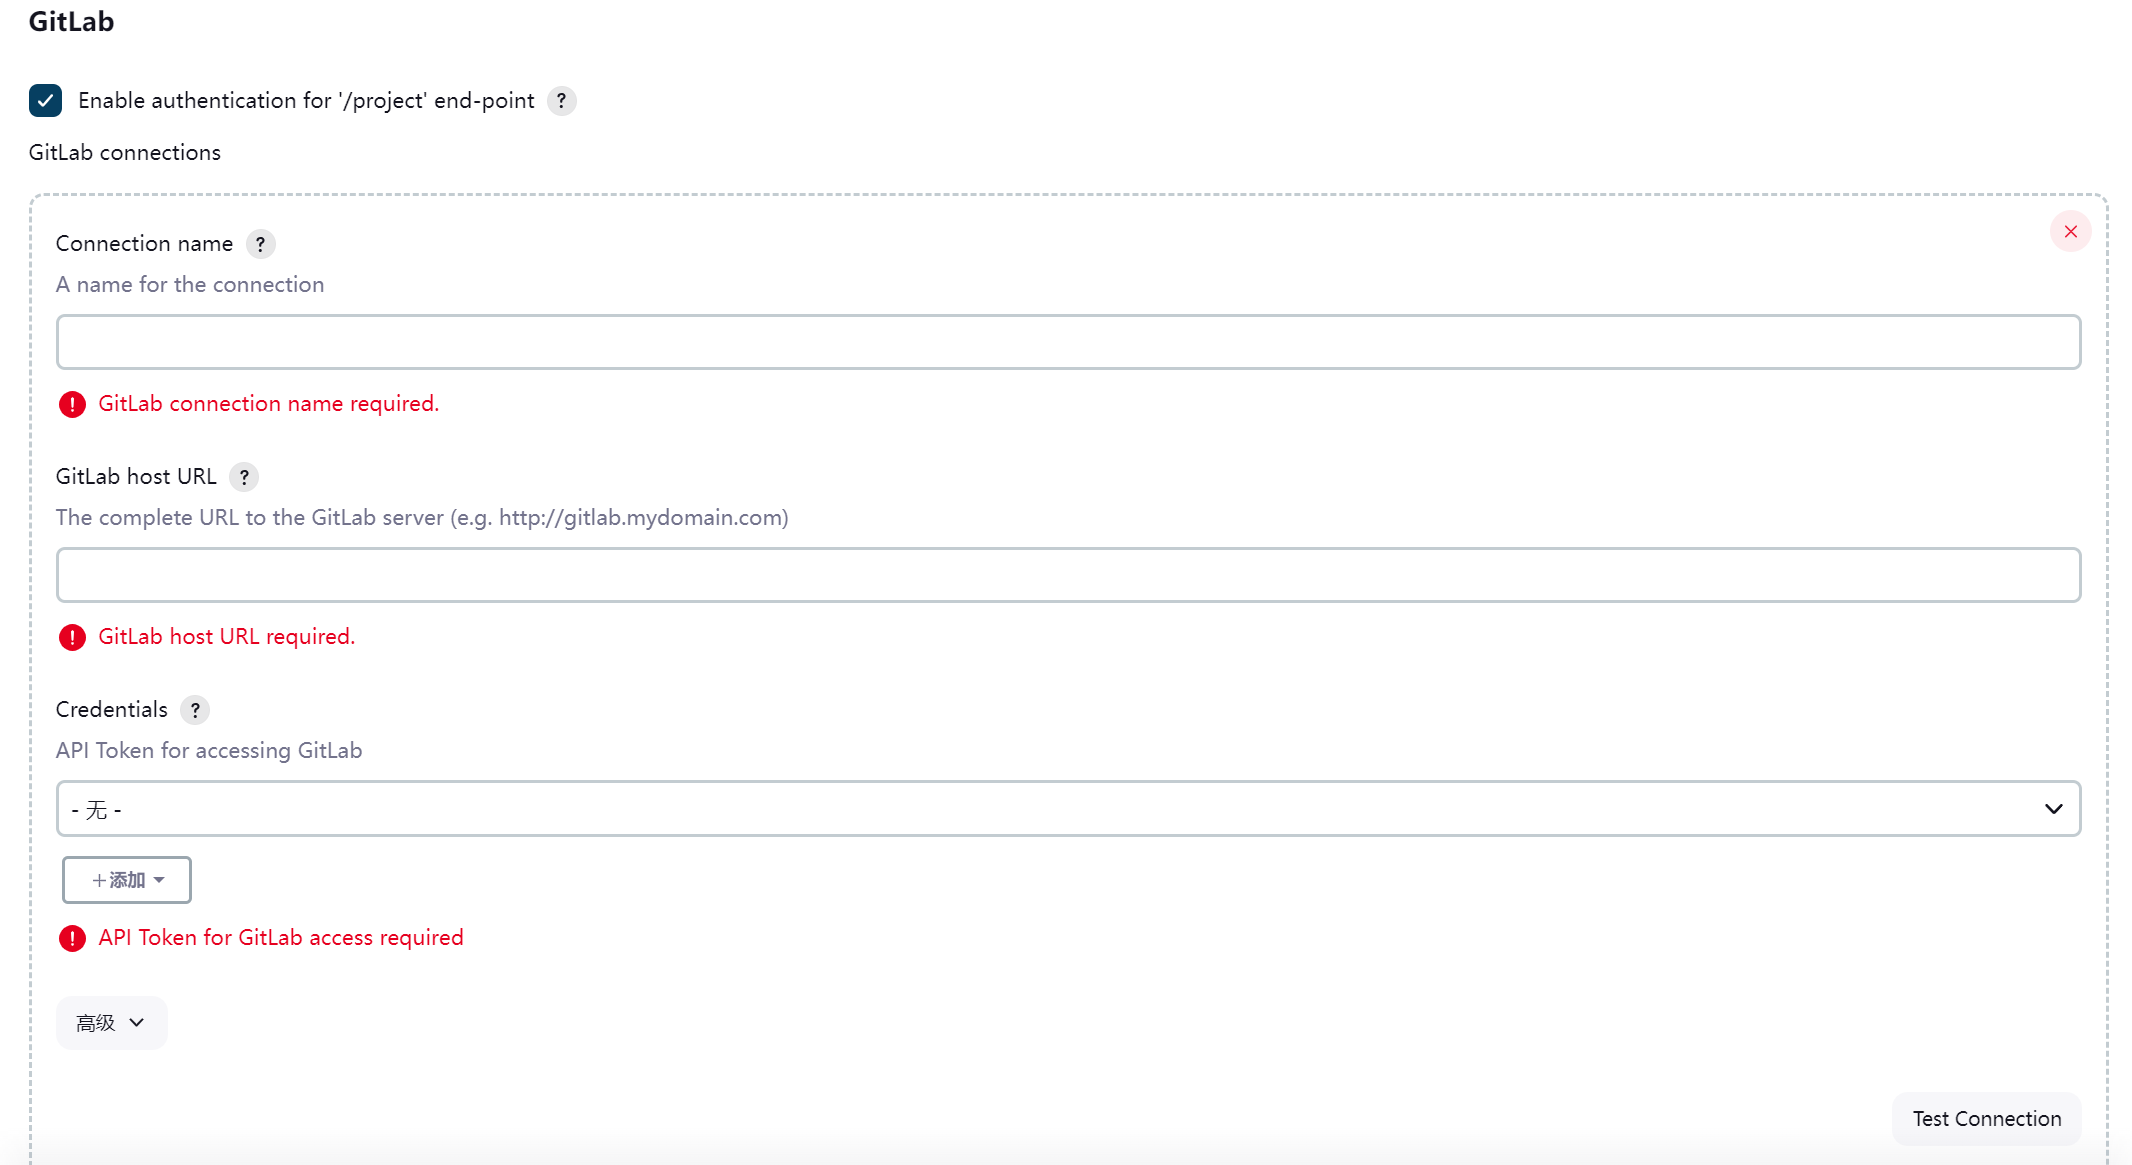 GitLab
Enable authentication for '/project' end-point ?
GitLab connections
Connection name ?
A name for the connection
GitLab connection name required.
GitLab host URL ?
The complete URL to the GitLab server (e.g. http://gitlab.mydomain.com)
GitLab host URL required.
Credentials ?
API Token for accessing GitLab
- 无 -
+添加
API Token for GitLab access required
高级
Test Connection